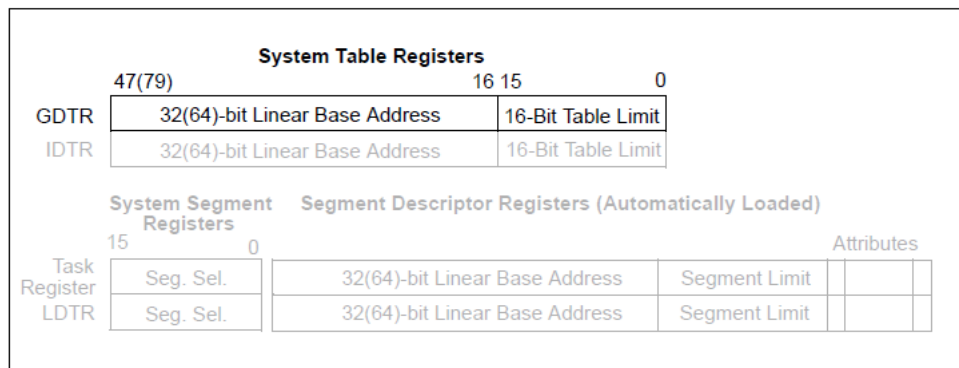 System Table Registers
47(79) 16 15 0
GDTR 32(64)-bit Linear Base Address 16-Bit Table Limit
IDTR 32(64)-bit Linear Base Address 16-Bit Table Limit
System Segment Registers Segment Descriptor Registers (Automatically Loaded)
15 0 Attributes
Task Register Seg. Sel. 32(64)-bit Linear Base Address Segment Limit
LDTR Seg. Sel. 32(64)-bit Linear Base Address Segment Limit